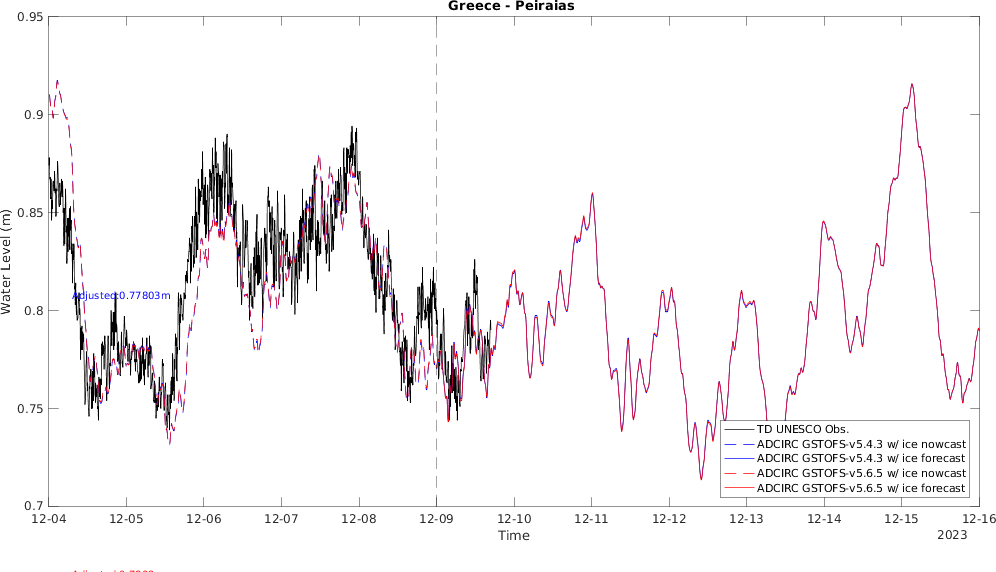 Greece - Peiraias
0.95
0.9
0.85
0.8
0.75
0.7
Water Level (m)
Adjusted:0.77803m
TD UNESCO Obs.
ADCIRC GSTOFS-v5.4.3 w/ ice nowcast
ADCIRC GSTOFS-v5.4.3 w/ ice forecast
ADCIRC GSTOFS-v5.6.5 w/ ice nowcast
ADCIRC GSTOFS-v5.6.5 w/ ice forecast
12-04 12-05 12-06 12-07 12-08 12-09 12-10 12-11 12-12 12-13 12-14 12-15 12-16
Time
2023